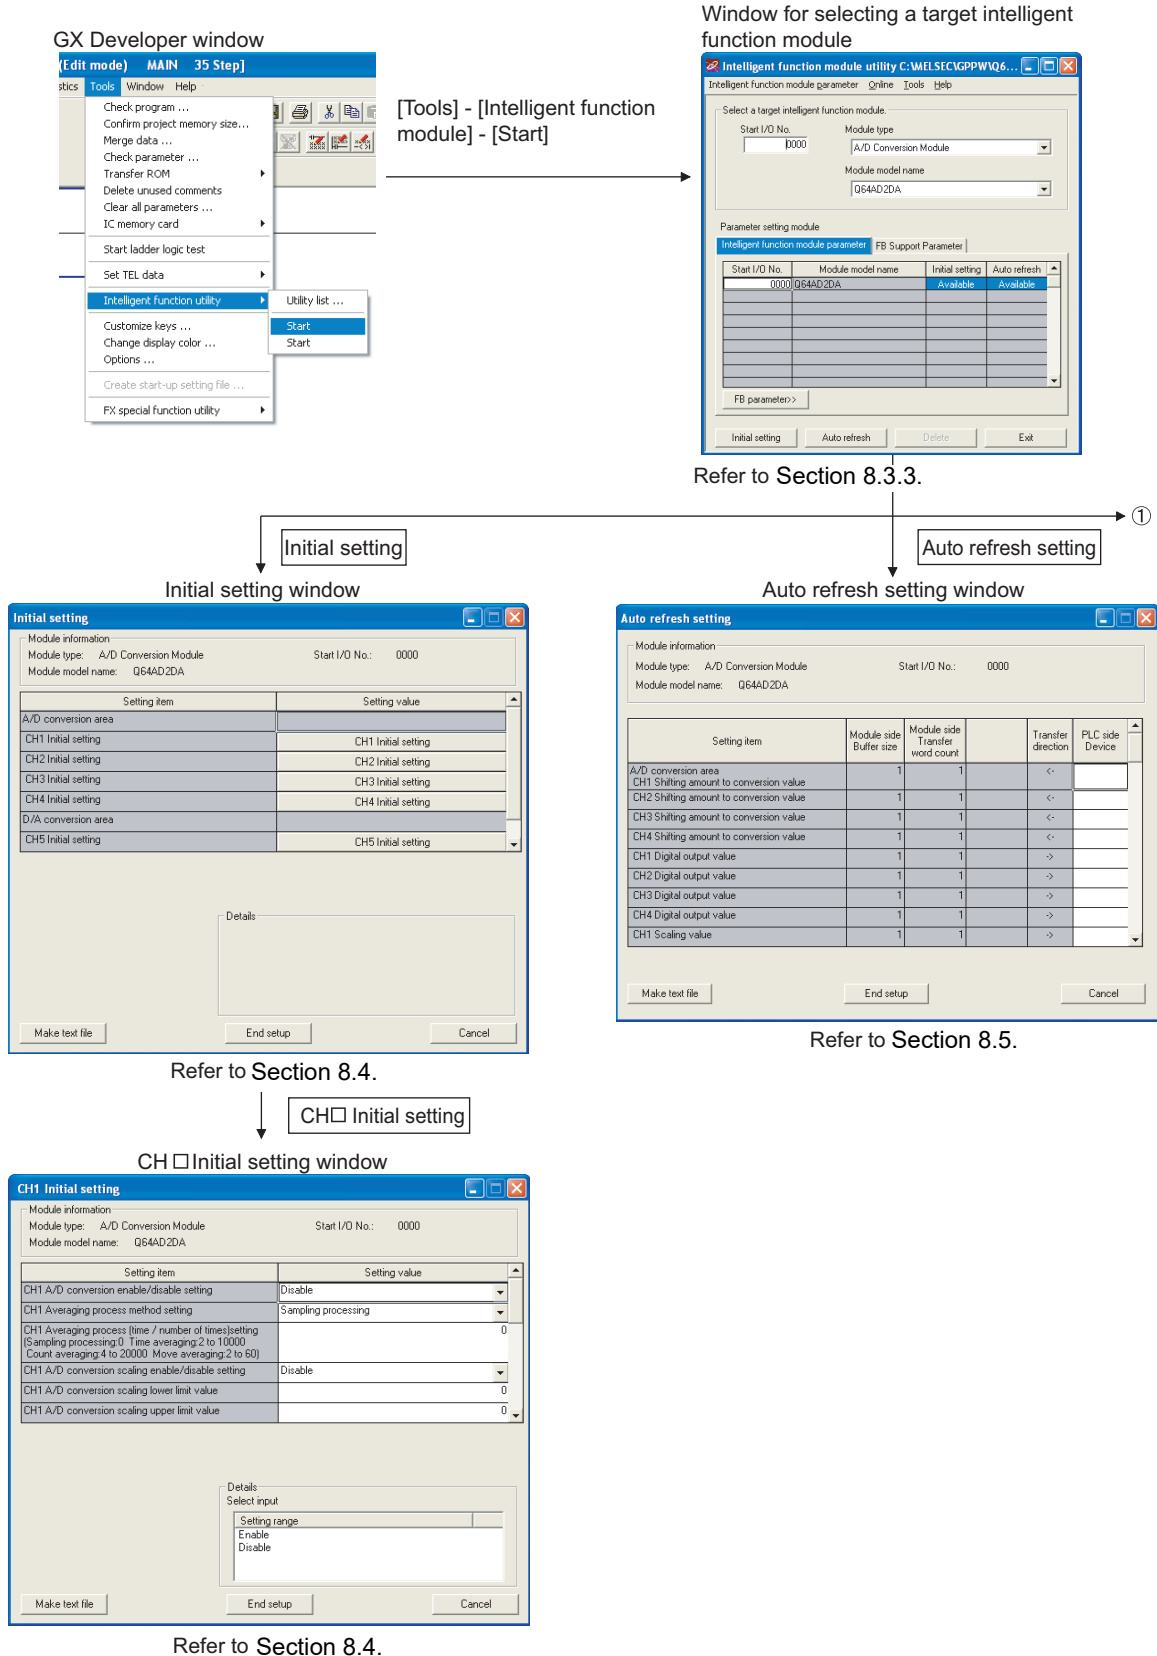 Window for selecting a target intelligent
function module
GX Developer window
(Edit mode) MAIN 35 Step]
stics Tools Window Help
Check program ...
Confirm project memory size...
Merge data ...
Check parameter ...
Transfer ROM
Delete unused comments
Clear all parameters ...
IC memory card
Start ladder logic test
Set TEL data
Intelligent function utility
Customize keys ...
Change display color ...
Options ...
Create start-up setting file ...
FX special function utility
Utility list ...
Start
Start
[Tools] - [Intelligent function
module] - [Start]
Intelligent function module utility C:\MELSEC\GPPW\Q6...
Intelligent function module parameter Online Tools Help
Select a target intelligent function module.
Start I/O No. Module type
0000 A/D Conversion Module
Module model name
Q64AD2DA
Parameter setting module
Intelligent function module parameter FB Support Parameter
Start I/O No. Module model name Initial setting Auto refresh
0000 Q64AD2DA Available Available
FB parameter>>
Initial setting Auto refresh Delete Exit
Refer to Section 8.3.3.
①
Initial setting
Auto refresh setting
Initial setting window
Initial setting
Module information
Module type: A/D Conversion Module Start I/O No.: 0000
Module model name: Q64AD2DA
Setting item Setting value
A/D conversion area
CH1 Initial setting CH1 Initial setting
CH2 Initial setting CH2 Initial setting
CH3 Initial setting CH3 Initial setting
CH4 Initial setting CH4 Initial setting
D/A conversion area
CH5 Initial setting CH5 Initial setting
Details
Make text file End setup Cancel
Refer to Section 8.4.
Auto refresh setting window
Auto refresh setting
Module information
Module type: A/D Conversion Module Start I/O No.: 0000
Module model name: Q64AD2DA
Setting item Module side Buffer size Module side Transfer word count Transfer direction PLC side Device
A/D conversion area
CH1 Shifting amount to conversion value 1 1 <-
CH2 Shifting amount to conversion value 1 1 <-
CH3 Shifting amount to conversion value 1 1 <-
CH4 Shifting amount to conversion value 1 1 <-
CH1 Digital output value 1 1 ->
CH2 Digital output value 1 1 ->
CH3 Digital output value 1 1 ->
CH4 Digital output value 1 1 ->
CH1 Scaling value 1 1 ->
Make text file End setup Cancel
Refer to Section 8.5.
CH□ Initial setting
CH □ Initial setting window
CH1 Initial setting
Module information
Module type: A/D Conversion Module Start I/O No.: 0000
Module model name: Q64AD2DA
Setting item Setting value
CH1 A/D conversion enable/disable setting Disable
CH1 Averaging process method setting Sampling processing
CH1 Averaging process (time / number of times)setting 0
(Sampling processing:0 Time averaging:2 to 10000
Count averaging:4 to 20000 Move averaging:2 to 60)
CH1 A/D conversion scaling enable/disable setting Disable
CH1 A/D conversion scaling lower limit value 0
CH1 A/D conversion scaling upper limit value 0
Details
Select input
Setting range
Enable
Disable
Make text file End setup Cancel
Refer to Section 8.4.